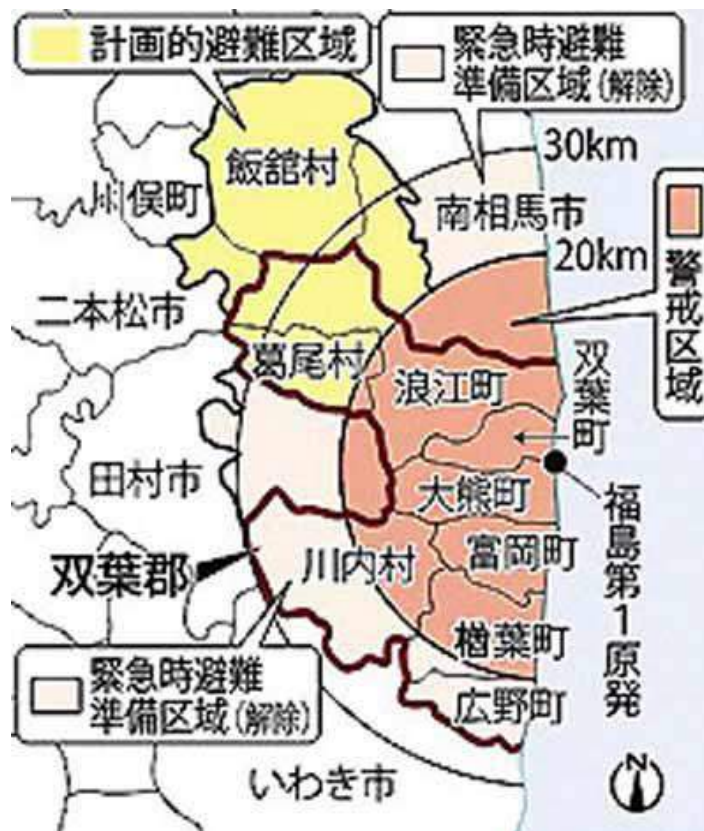 計画的避難区域
緊急時避難
準備区域(解除)
30km
飯舘村
川俣町
南相馬市
20km
警戒区域
二本松市
葛尾村
浪江町
双葉町
田村市
大熊町
福島第1原発
双葉郡
川内村
富岡町
楢葉町
緊急時避難
準備区域(解除)
広野町
いわき市
N